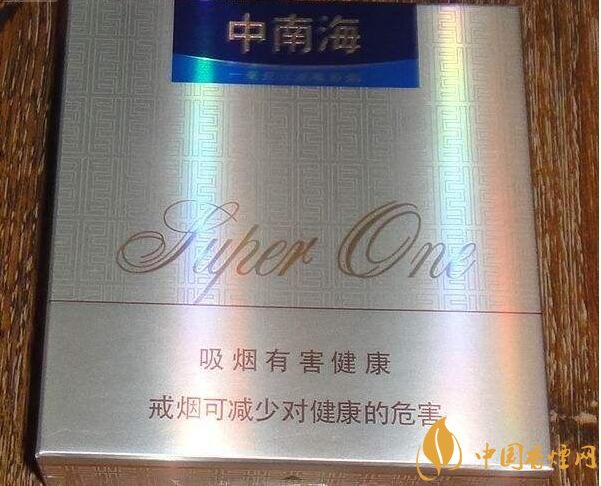 中南海
Super One
吸烟有害健康
戒烟可减少对健康的危害
中国香烟网